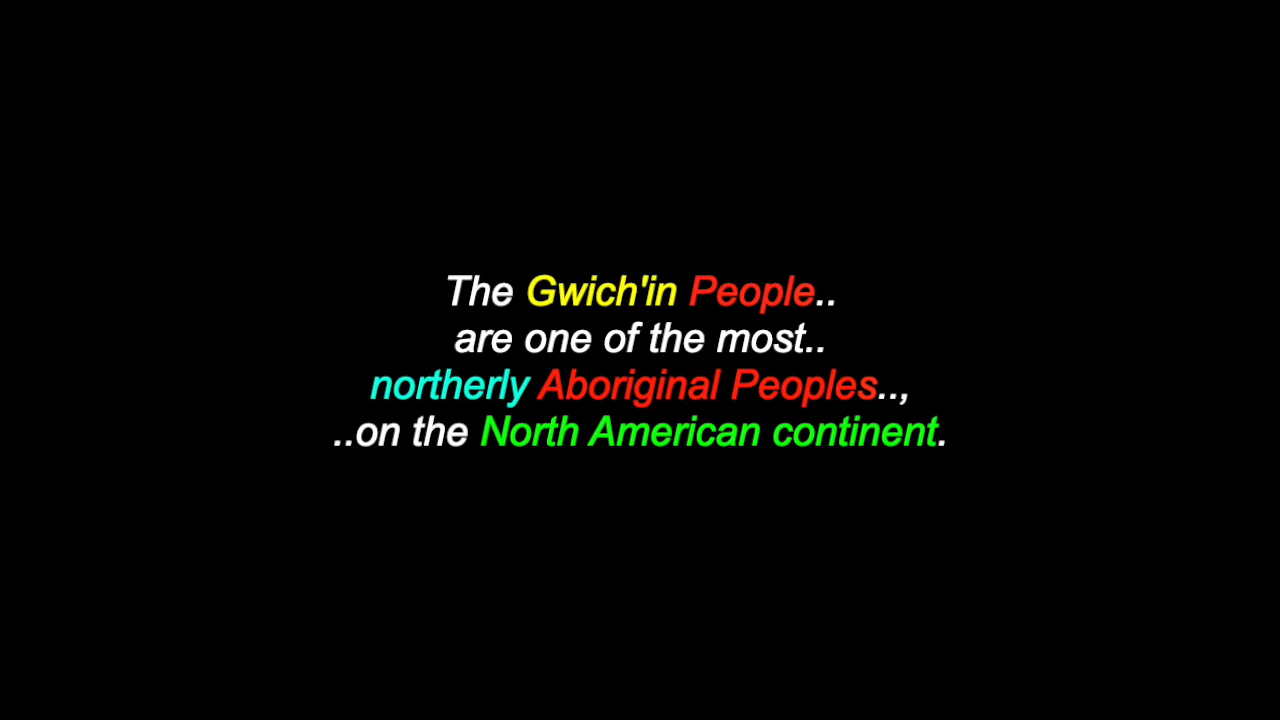 The Gwich'in People..
are one of the most..
northerly Aboriginal Peoples..,
..on the North American continent.